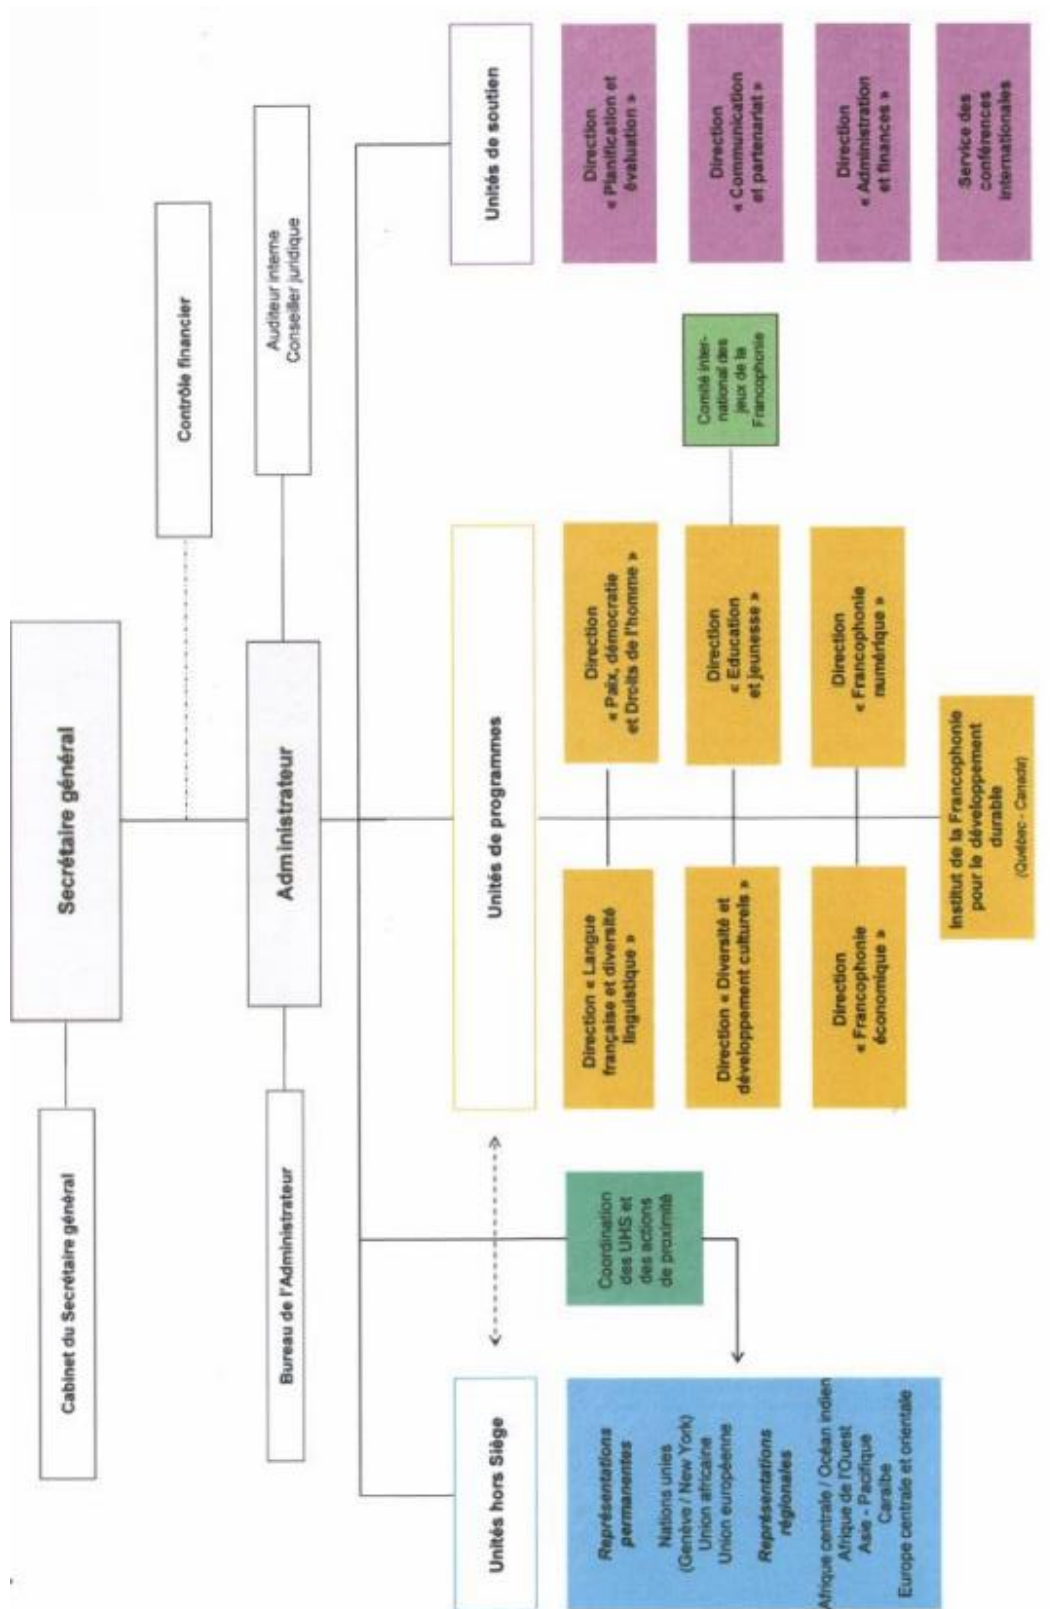 Secrétaire général
Cabinet du Secrétaire général
Contrôle financier
Administrateur
Bureau de l'Administrateur
Auditeur interne
Conseiller juridique
Unités hors Siège
Unités de programmes
Unités de soutien
Représentations
permanentes
Nations unies
(Genève / New York)
Union africaine
Union européenne
Représentations
régionales
Afrique centrale / Océan indien
Afrique de l'Ouest
Asie - Pacifique
Caraïbe
Europe centrale et orientale
Coordination
des UHS et
des actions
de proximité
Direction « Langue
française et diversité
linguistique »
Direction
« Paix, démocratie
et Droits de l'homme »
Direction « Diversité et
développement culturels »
Direction
« Education
et jeunesse »
Comité inter-
national des
jeux de la
Francophonie
Direction
« Francophonie
économique »
Direction
« Francophonie
numérique »
Institut de la Francophonie
pour le développement
durable
(Québec - Canada)
Direction
« Planification et
évaluation »
Direction
« Communication
et partenariat »
Direction
« Administration
et finances »
Service des
conférences
internationales